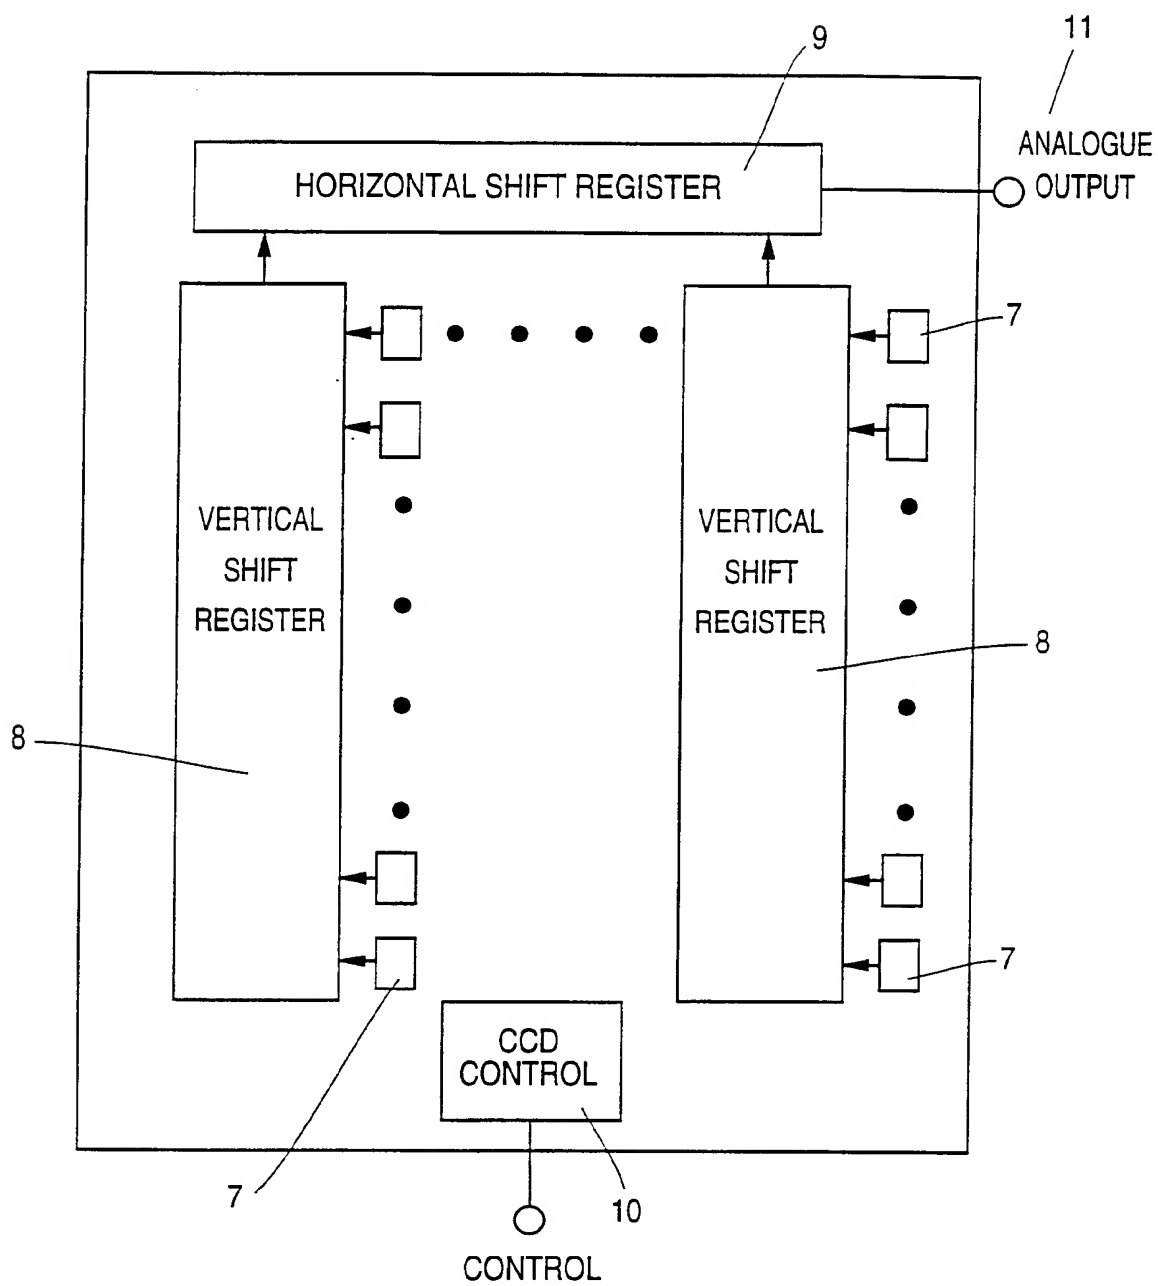 9
11
ANALOGUE
OUTPUT
HORIZONTAL SHIFT REGISTER
7
VERTICAL
SHIFT
REGISTER
VERTICAL
SHIFT
REGISTER
8
8
7
CCD
CONTROL
7
10
CONTROL